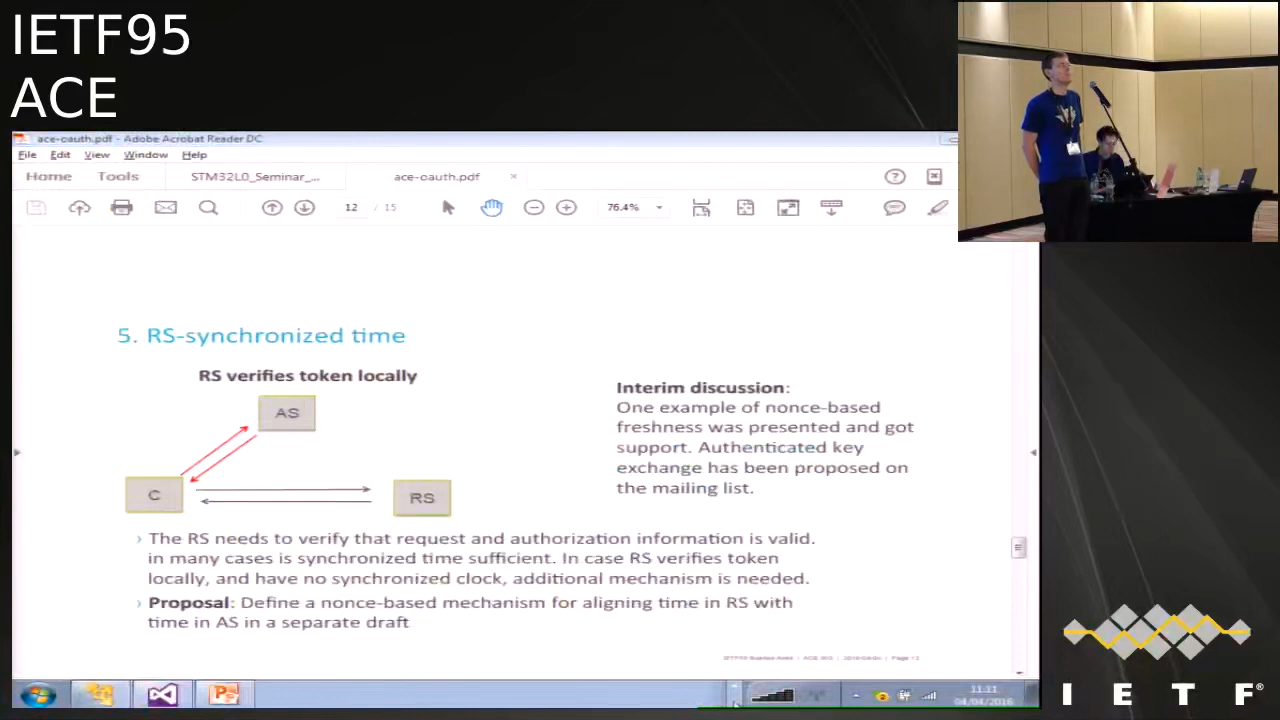 IETF95
ACE
ace-oauth.pdf - Adobe Acrobat Reader DC
File Edit View Window Help
Home Tools STM32L0_Seminar_... ace-oauth.pdf ×
12 / 15 76.4%
5. RS-synchronized time
RS verifies token locally
AS
C
RS
Interim discussion:
One example of nonce-based
freshness was presented and got
support. Authenticated key
exchange has been proposed on
the mailing list.
› The RS needs to verify that request and authorization information is valid.
in many cases is synchronized time sufficient. In case RS verifies token
locally, and have no synchronized clock, additional mechanism is needed.
› Proposal: Define a nonce-based mechanism for aligning time in RS with
time in AS in a separate draft
11:11
04/04/2016
I E T F®